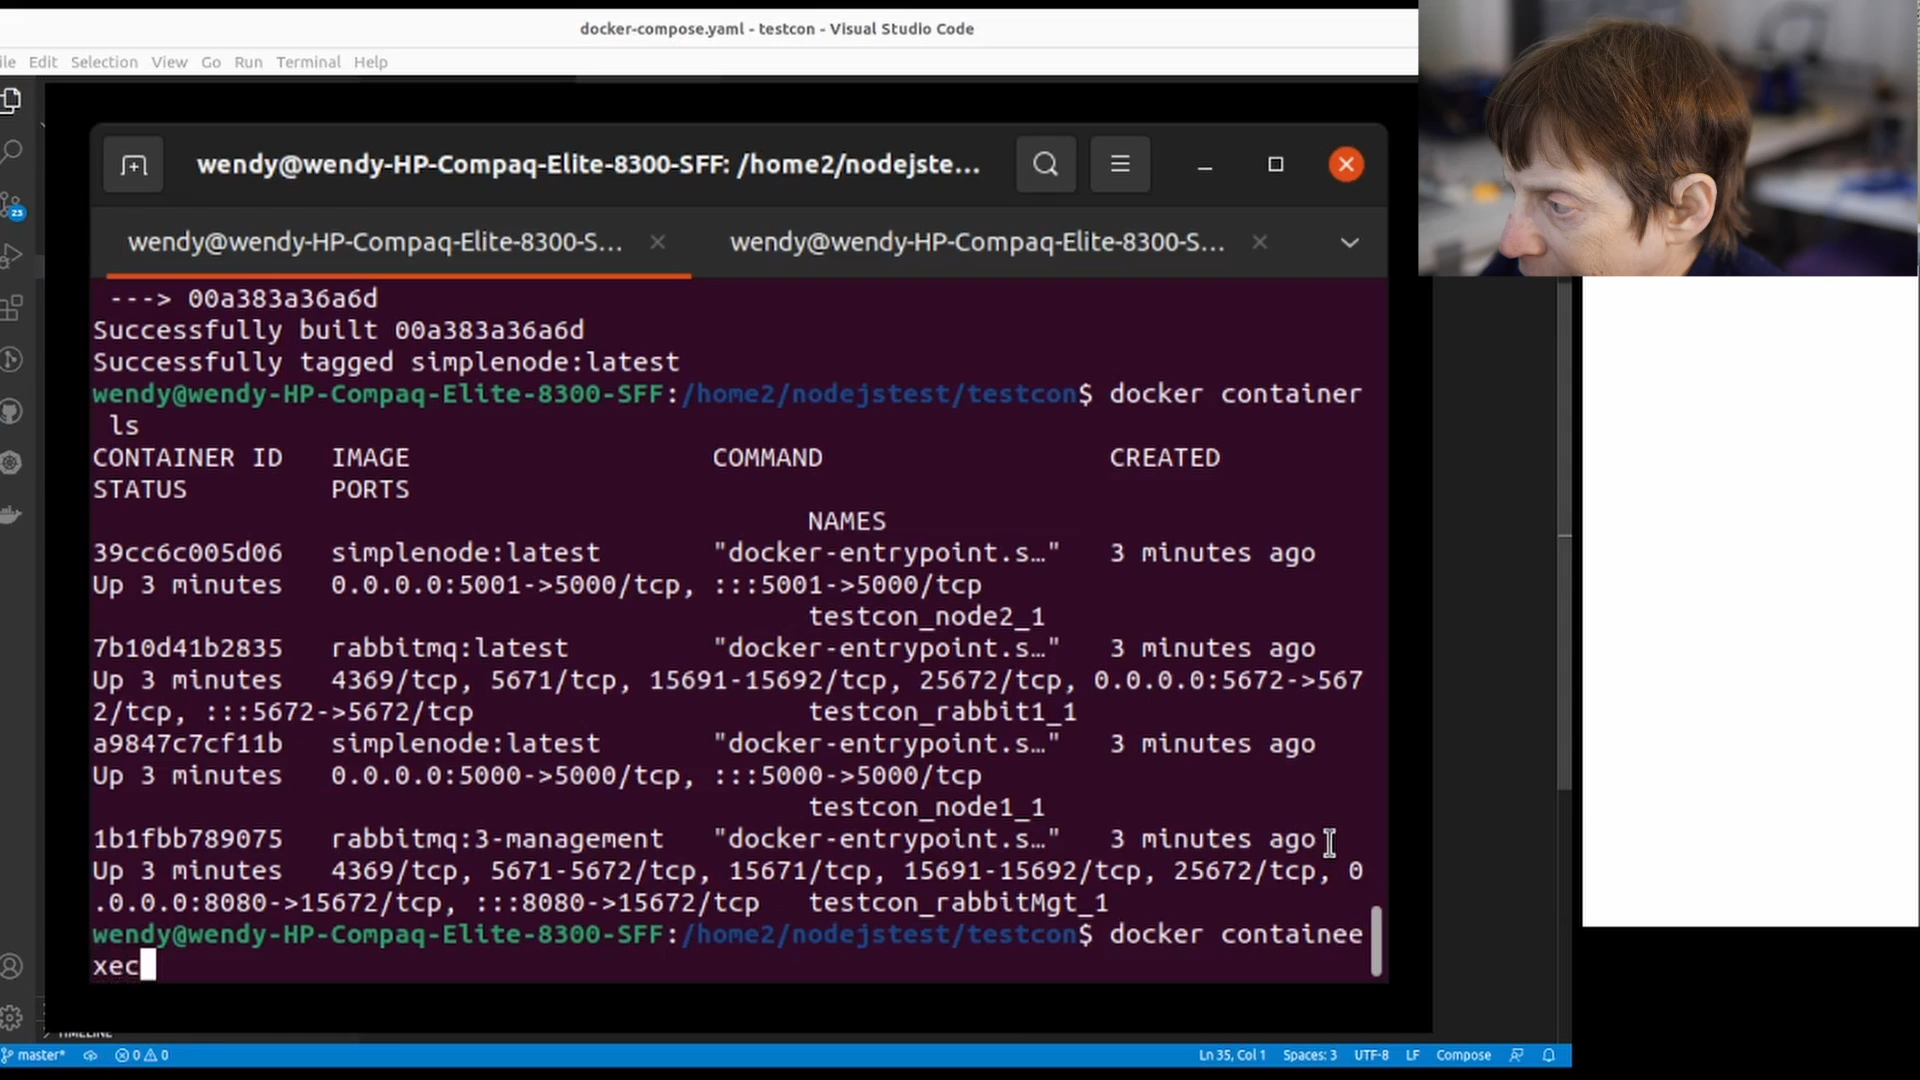 docker-compose.yaml - testcon - Visual Studio Code
ile Edit Selection View Go Run Terminal Help
wendy@wendy-HP-Compaq-Elite-8300-SFF: /home2/nodejste...
wendy@wendy-HP-Compaq-Elite-8300-S... wendy@wendy-HP-Compaq-Elite-8300-S...
23
---> 00a383a36a6d
Successfully built 00a383a36a6d
Successfully tagged simplenode:latest
wendy@wendy-HP-Compaq-Elite-8300-SFF:/home2/nodejstest/testcon$ docker container
ls
CONTAINER ID IMAGE COMMAND CREATED
STATUS PORTS
NAMES
39cc6c005d06 simplenode:latest "docker-entrypoint.s…" 3 minutes ago
Up 3 minutes 0.0.0.0:5001->5000/tcp, :::5001->5000/tcp
testcon_node2_1
7b10d41b2835 rabbitmq:latest "docker-entrypoint.s…" 3 minutes ago
Up 3 minutes 4369/tcp, 5671/tcp, 15691-15692/tcp, 25672/tcp, 0.0.0.0:5672->567
2/tcp, :::5672->5672/tcp testcon_rabbit1_1
a9847c7cf11b simplenode:latest "docker-entrypoint.s…" 3 minutes ago
Up 3 minutes 0.0.0.0:5000->5000/tcp, :::5000->5000/tcp
testcon_node1_1
1b1fbb789075 rabbitmq:3-management "docker-entrypoint.s…" 3 minutes ago
Up 3 minutes 4369/tcp, 5671-5672/tcp, 15671/tcp, 15691-15692/tcp, 25672/tcp, 0
.0.0.0:8080->15672/tcp, :::8080->15672/tcp testcon_rabbitMgt_1
wendy@wendy-HP-Compaq-Elite-8300-SFF:/home2/nodejstest/testcon$ docker containee
xec
TIMELINE
master* 0 0 Ln 35, Col 1 Spaces: 3 UTF-8 LF Compose